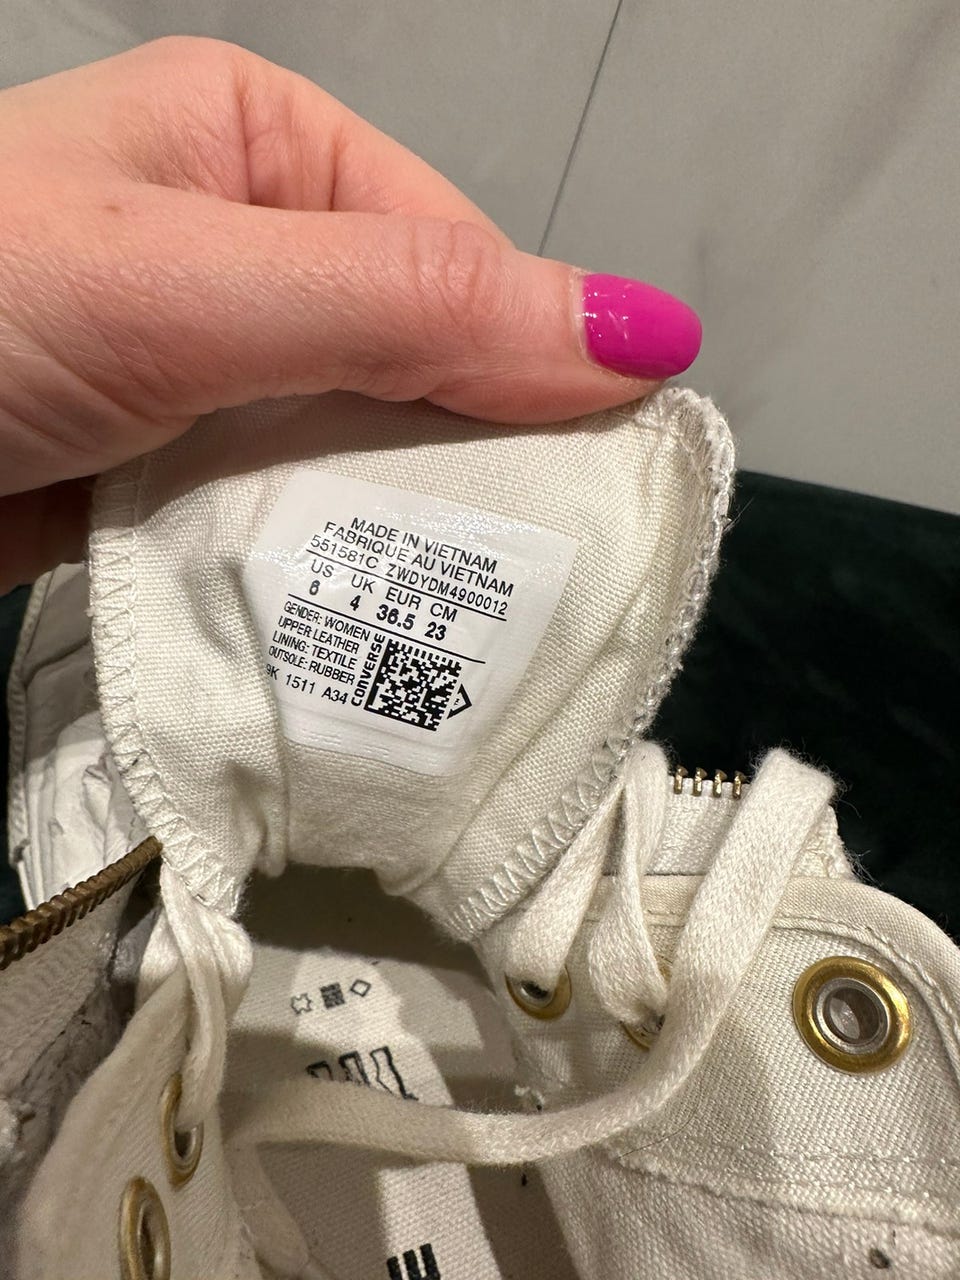 MADE IN VIETNAM
FABRIQUE AU VIETNAM
551581C ZWDYDM4900012
US UK EUR CM
6 4 36.5 23
GENDER: WOMEN
UPPER: LEATHER
LINING: TEXTILE
OUTSOLE: RUBBER
9K 1511 A34
CONVERSE